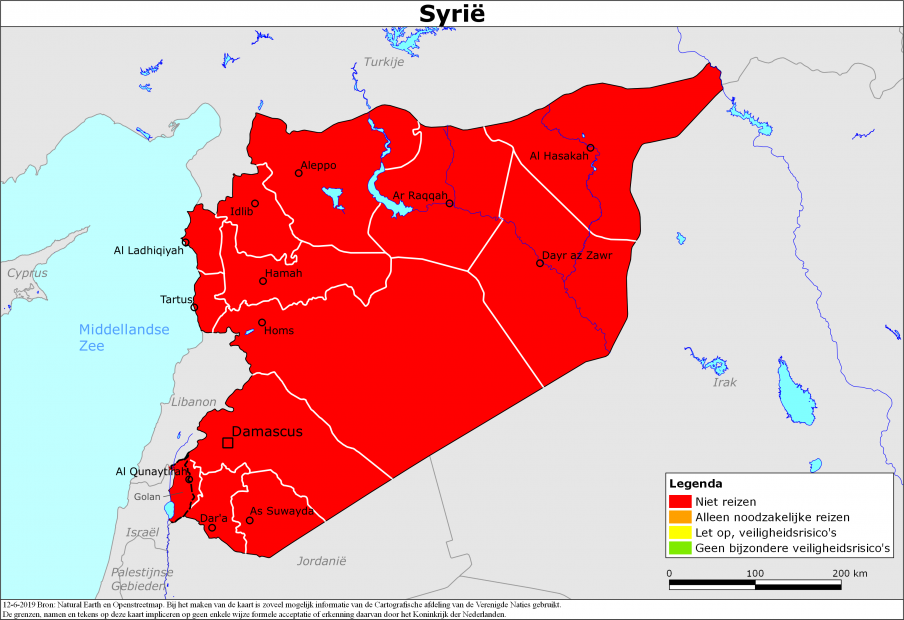 Syrië
Turkije
Aleppo
Al Hasakah
Idlib
Ar Raqqah
Al Ladhiqiyah
Dayr az Zawr
Cyprus
Hamah
Tartus
Middellandse
Zee
Homs
Irak
Libanon
Damascus
Al Qunaytirah
Golan
Dar'a
As Suwayda
Israël
Jordanië
Palestijnse
Gebieden
Legenda
Niet reizen
Alleen noodzakelijke reizen
Let op, veiligheidsrisico's
Geen bijzondere veiligheidsrisico's
0 100 200 km
12-6-2019 Bron: Natural Earth en Openstreetmap. Bij het maken van de kaart is zoveel mogelijk informatie van de Cartografische afdeling van de Verenigde Naties gebruikt.
De grenzen, namen en tekens op deze kaart impliceren op geen enkele wijze formele acceptatie of erkenning daarvan door het Koninkrijk der Nederlanden.